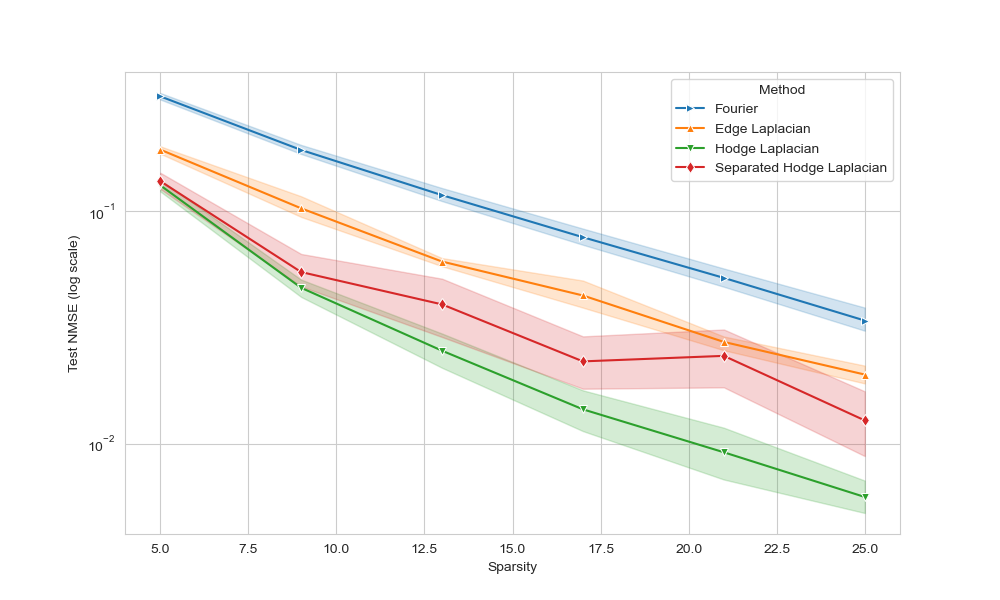 Method
Fourier
Edge Laplacian
Hodge Laplacian
Separated Hodge Laplacian
Test NMSE (log scale)
10⁻¹
10⁻²
5.0 7.5 10.0 12.5 15.0 17.5 20.0 22.5 25.0
Sparsity